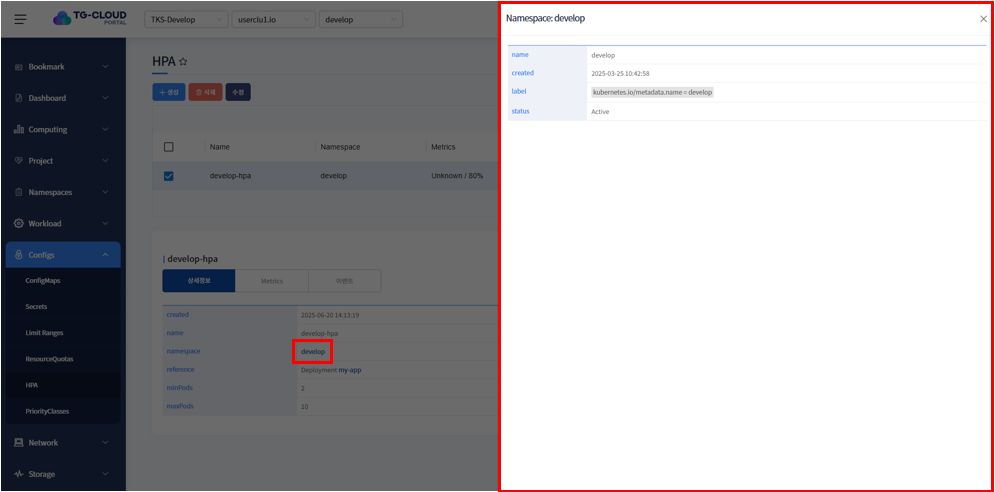 TG-CLOUD
PORTAL
TKS-Develop
userclu1.io
develop
Bookmark
Dashboard
Computing
Project
Namespaces
Workload
Configs
ConfigMaps
Secrets
Limit Ranges
ResourceQuotas
HPA
PriorityClasses
Network
Storage
HPA
+ 생성
삭제
수정
Name
Namespace
Metrics
develop-hpa
develop
Unknown / 80%
develop-hpa
상세정보
Metrics
이벤트
created
2025-06-20 14:13:19
name
develop-hpa
namespace
develop
reference
Deployment my-app
minPods
2
maxPods
10
Namespace: develop
name
develop
created
2025-03-25 10:42:58
label
kubernetes.io/metadata.name = develop
status
Active